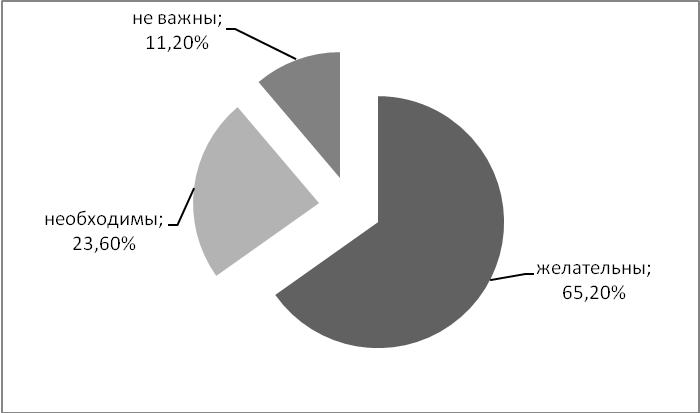 не важны;
11,20%
необходимы;
23,60%
желательны;
65,20%